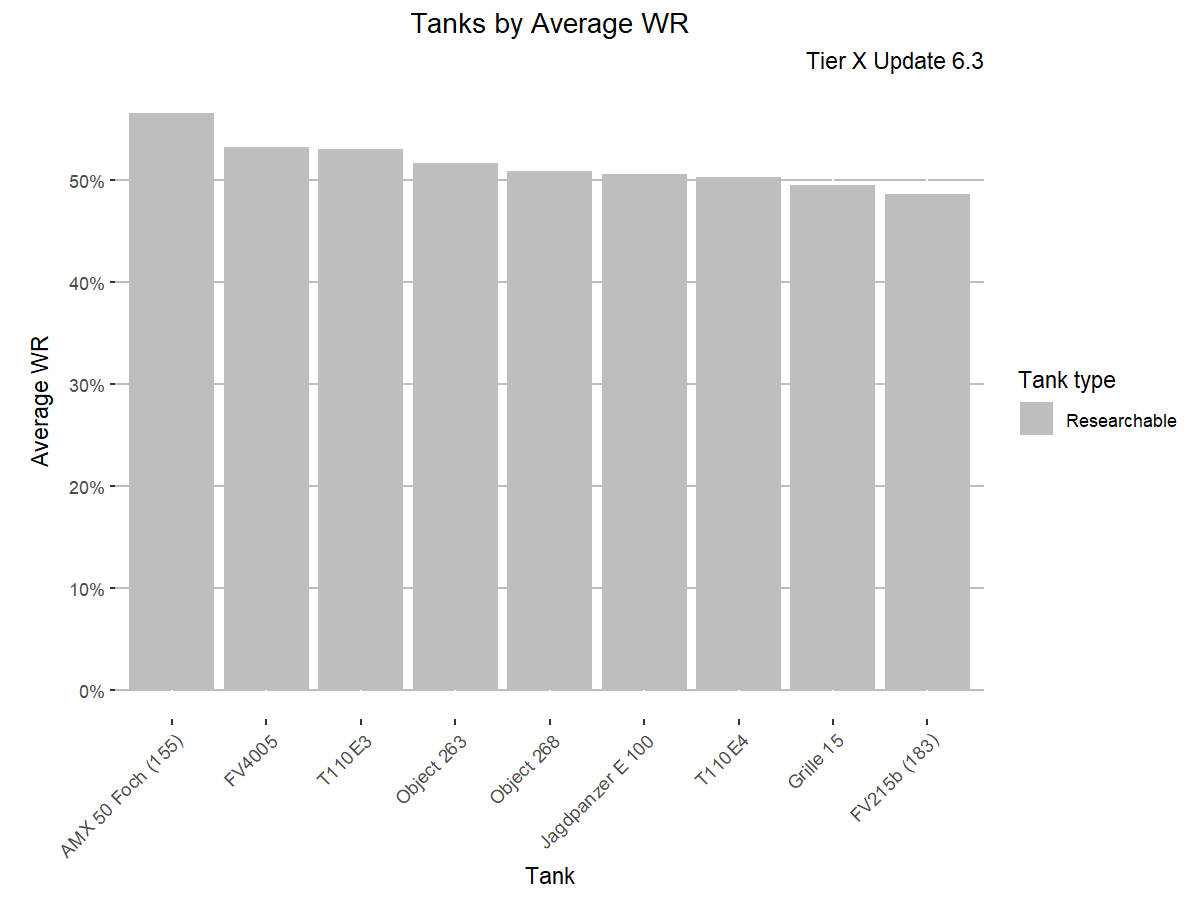 Tanks by Average WR
Tier X Update 6.3
Average WR
50%
40%
30%
20%
10%
0%
AMX 50 Foch (155)
FV4005
T110E3
Object 263
Object 268
Jagdpanzer E 100
T110E4
Grille 15
FV215b (183)
Tank
Tank type
Researchable